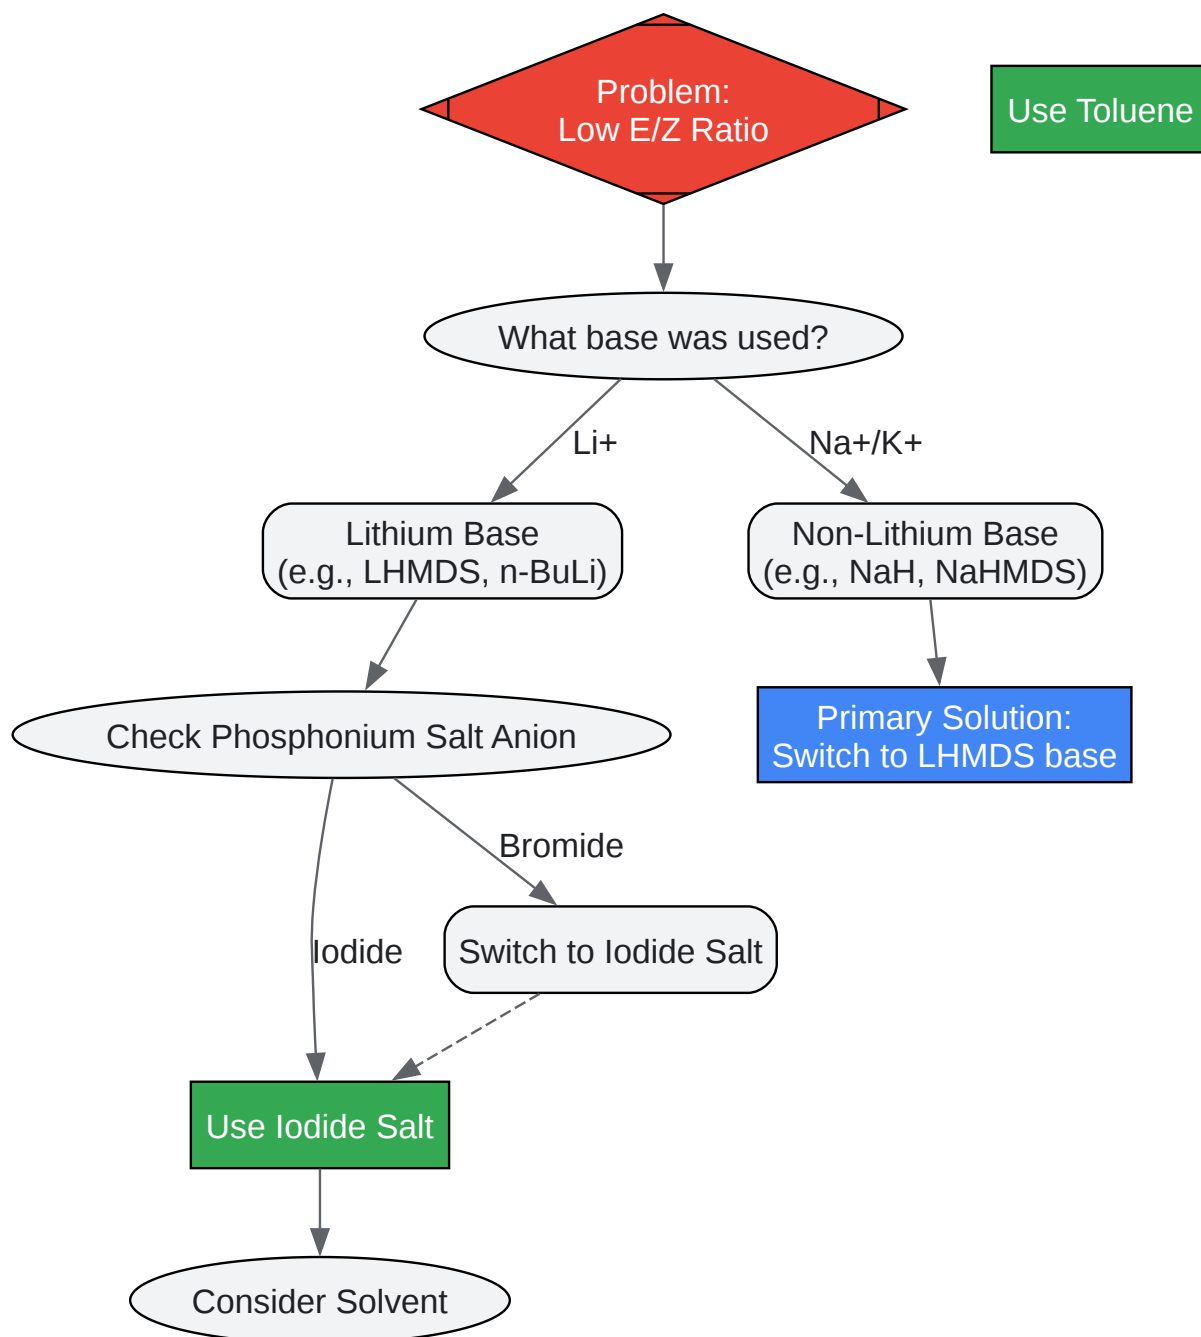 Problem:
Low E/Z Ratio
Use Toluene
What base was used?
Li+
Na+/K+
Lithium Base
(e.g., LHMDS, n-BuLi)
Non-Lithium Base
(e.g., NaH, NaHMDS)
Check Phosphonium Salt Anion
Primary Solution:
Switch to LHMDS base
Bromide
Iodide
Switch to Iodide Salt
Use Iodide Salt
Consider Solvent